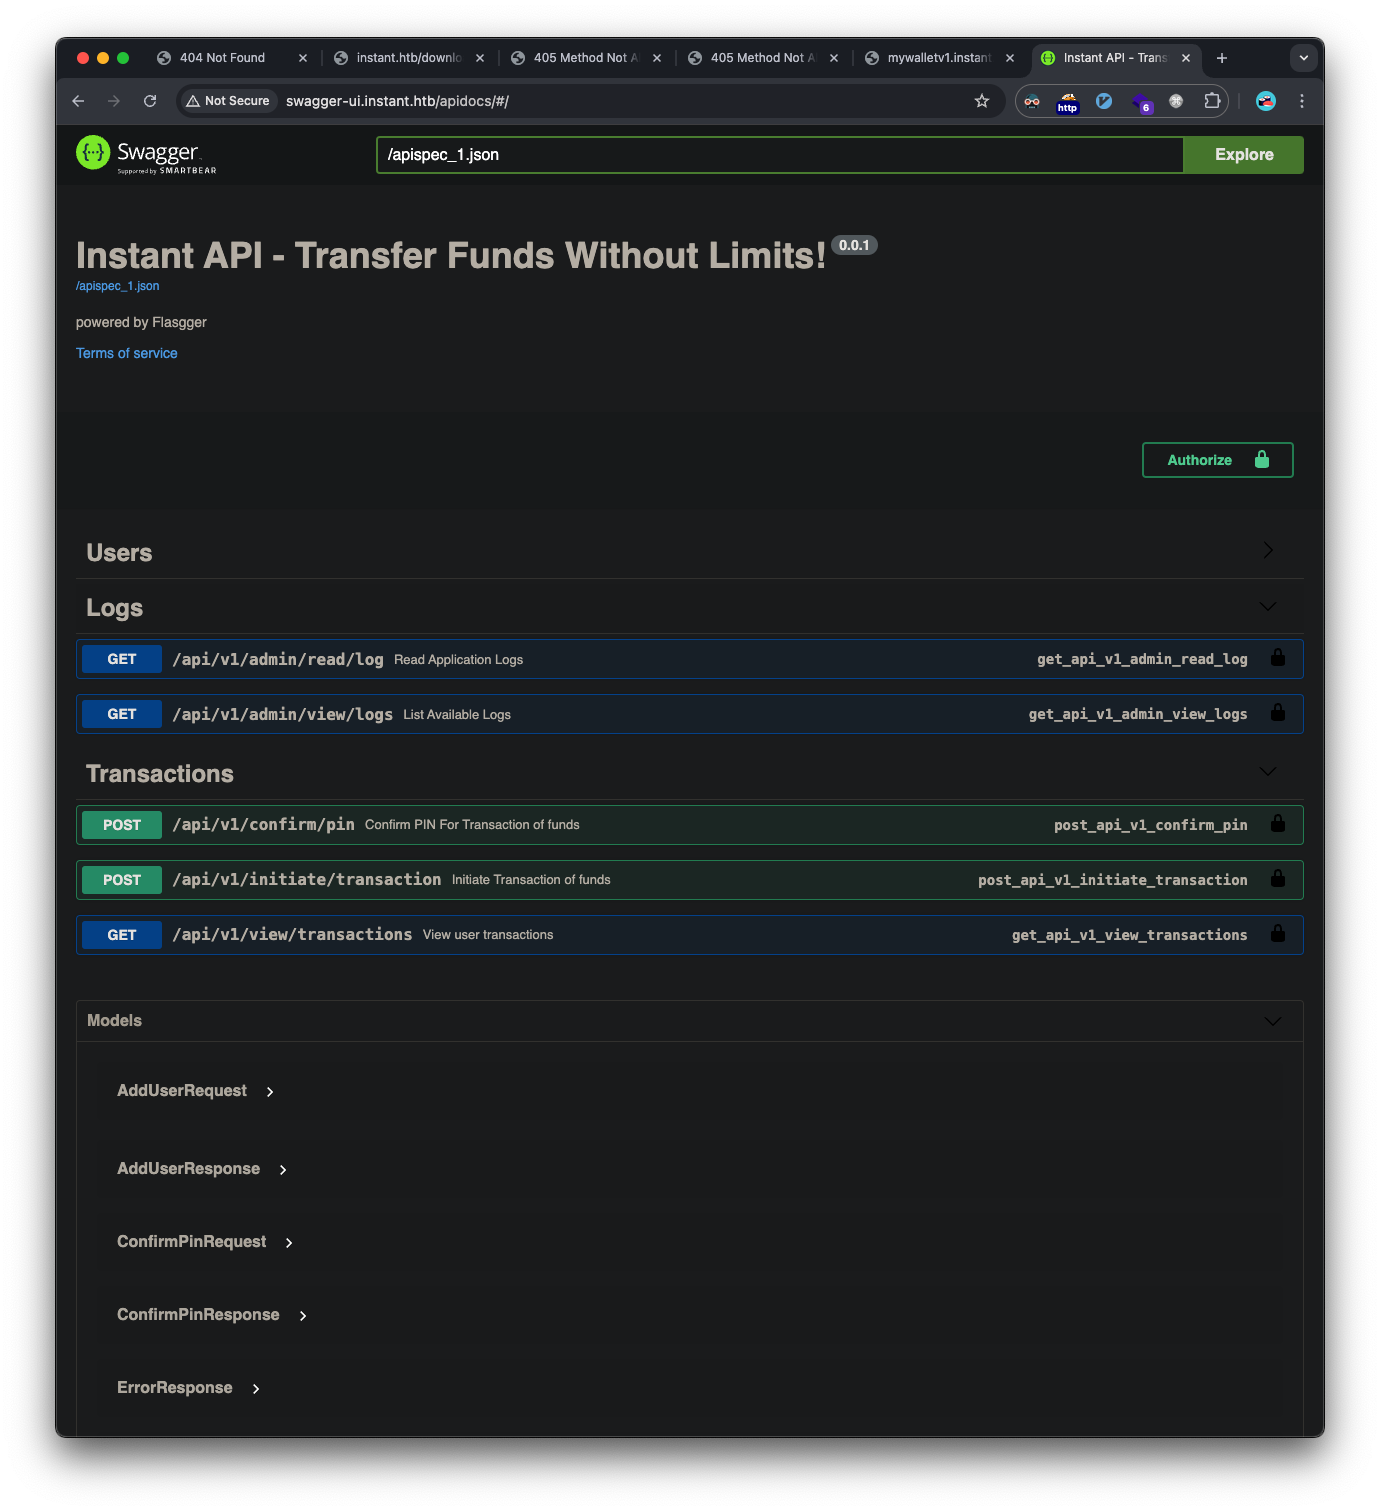 404 Not Found
instant.htb/downlo
405 Method Not Al
405 Method Not Al
mywalletv1.instant
Instant API - Trans
Not Secure
swagger-ui.instant.htb/apidocs/#/
http
6
Swagger
Supported by SMARTBEAR
/apispec_1.json
Explore
Instant API - Transfer Funds Without Limits! 0.0.1
/apispec_1.json
powered by Flasgger
Terms of service
Authorize
Users
Logs
GET /api/v1/admin/read/log Read Application Logs get_api_v1_admin_read_log
GET /api/v1/admin/view/logs List Available Logs get_api_v1_admin_view_logs
Transactions
POST /api/v1/confirm/pin Confirm PIN For Transaction of funds post_api_v1_confirm_pin
POST /api/v1/initiate/transaction Initiate Transaction of funds post_api_v1_initiate_transaction
GET /api/v1/view/transactions View user transactions get_api_v1_view_transactions
Models
AddUserRequest
AddUserResponse
ConfirmPinRequest
ConfirmPinResponse
ErrorResponse